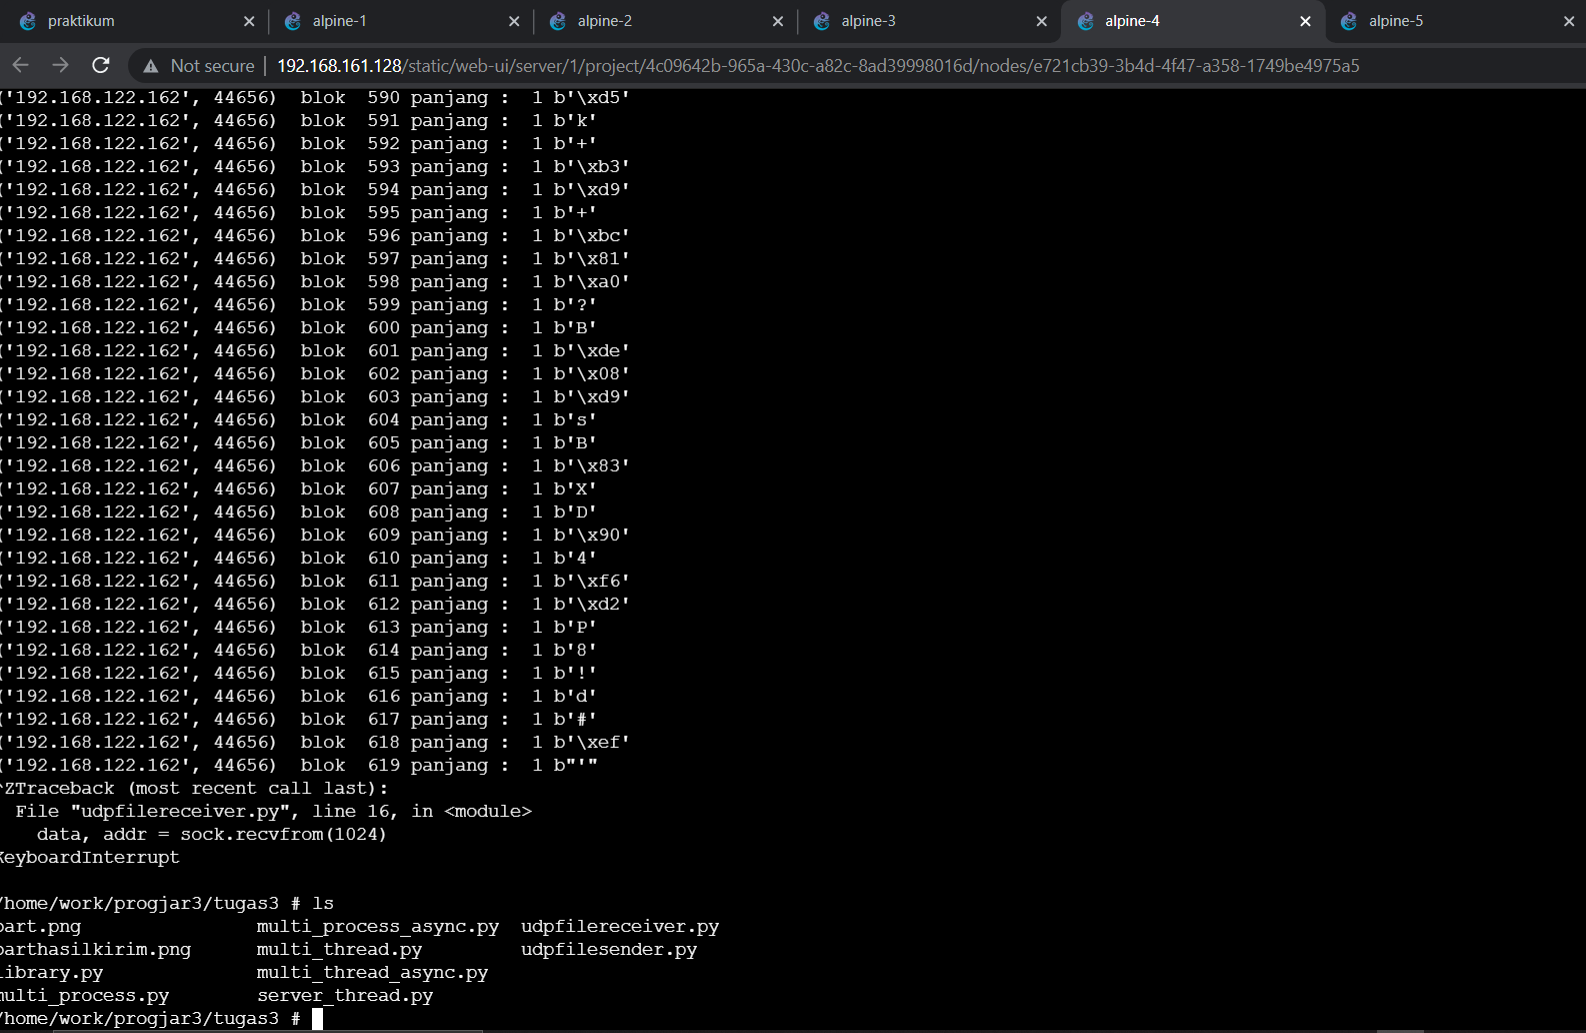 praktikum
alpine-1
alpine-2
alpine-3
alpine-4
alpine-5
Not secure | 192.168.161.128/static/web-ui/server/1/project/4c09642b-965a-430c-a82c-8ad39998016d/nodes/e721cb39-3b4d-4f47-a358-1749be4975a5
('192.168.122.162', 44656)  blok  590 panjang :  1 b'\xd5'
('192.168.122.162', 44656)  blok  591 panjang :  1 b'k'
('192.168.122.162', 44656)  blok  592 panjang :  1 b'+'
('192.168.122.162', 44656)  blok  593 panjang :  1 b'\xb3'
('192.168.122.162', 44656)  blok  594 panjang :  1 b'\xd9'
('192.168.122.162', 44656)  blok  595 panjang :  1 b'+'
('192.168.122.162', 44656)  blok  596 panjang :  1 b'\xbc'
('192.168.122.162', 44656)  blok  597 panjang :  1 b'\x81'
('192.168.122.162', 44656)  blok  598 panjang :  1 b'\xa0'
('192.168.122.162', 44656)  blok  599 panjang :  1 b'?'
('192.168.122.162', 44656)  blok  600 panjang :  1 b'B'
('192.168.122.162', 44656)  blok  601 panjang :  1 b'\xde'
('192.168.122.162', 44656)  blok  602 panjang :  1 b'\x08'
('192.168.122.162', 44656)  blok  603 panjang :  1 b'\xd9'
('192.168.122.162', 44656)  blok  604 panjang :  1 b's'
('192.168.122.162', 44656)  blok  605 panjang :  1 b'B'
('192.168.122.162', 44656)  blok  606 panjang :  1 b'\x83'
('192.168.122.162', 44656)  blok  607 panjang :  1 b'X'
('192.168.122.162', 44656)  blok  608 panjang :  1 b'D'
('192.168.122.162', 44656)  blok  609 panjang :  1 b'\x90'
('192.168.122.162', 44656)  blok  610 panjang :  1 b'4'
('192.168.122.162', 44656)  blok  611 panjang :  1 b'\xf6'
('192.168.122.162', 44656)  blok  612 panjang :  1 b'\xd2'
('192.168.122.162', 44656)  blok  613 panjang :  1 b'P'
('192.168.122.162', 44656)  blok  614 panjang :  1 b'8'
('192.168.122.162', 44656)  blok  615 panjang :  1 b'!'
('192.168.122.162', 44656)  blok  616 panjang :  1 b'd'
('192.168.122.162', 44656)  blok  617 panjang :  1 b'#'
('192.168.122.162', 44656)  blok  618 panjang :  1 b'\xef'
('192.168.122.162', 44656)  blok  619 panjang :  1 b"'"
^ZTraceback (most recent call last):
  File "udpfilereceiver.py", line 16, in <module>
    data, addr = sock.recvfrom(1024)
KeyboardInterrupt
/home/work/progjar3/tugas3 # ls
part.png                multi_process_async.py  udpfilereceiver.py
parthasilkirim.png      multi_thread.py         udpfilesender.py
library.py              multi_thread_async.py
multi_process.py        server_thread.py
/home/work/progjar3/tugas3 #